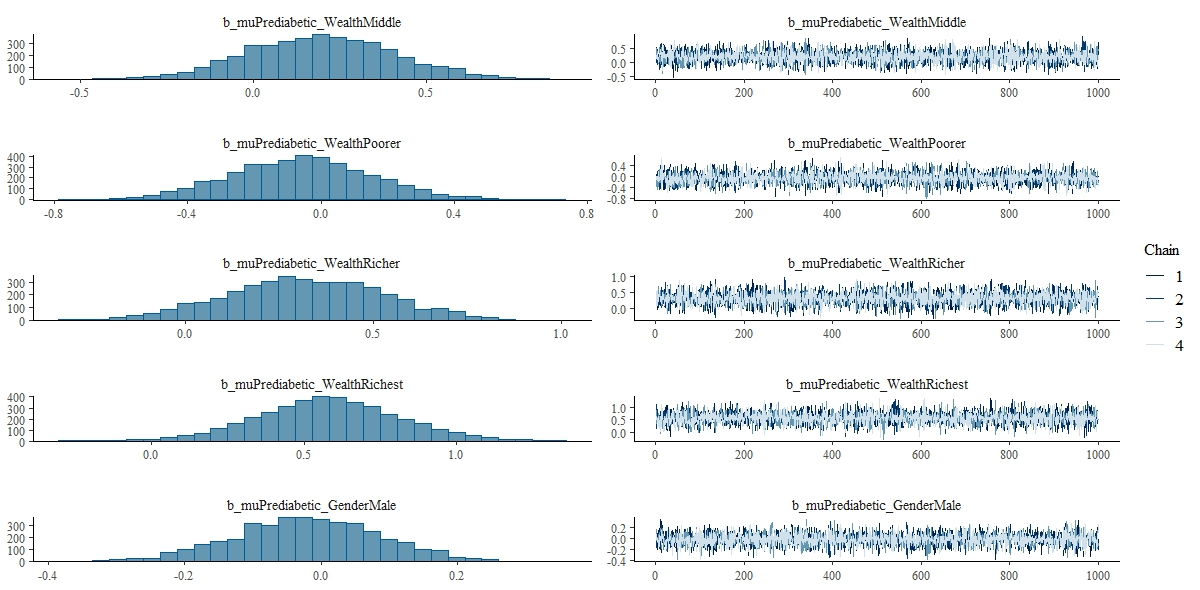 b_muPrediabetic_WealthMiddle
300
200
100
0
-0.5 0.0 0.5
b_muPrediabetic_WealthMiddle
0.5
0.0
-0.5
0 200 400 600 800 1000
b_muPrediabetic_WealthPoorer
400
300
200
100
0
-0.8 -0.4 0.0 0.4 0.8
b_muPrediabetic_WealthPoorer
0.4
0.0
-0.4
-0.8
0 200 400 600 800 1000
b_muPrediabetic_WealthRicher
300
200
100
0
0.0 0.5 1.0
b_muPrediabetic_WealthRicher
1.0
0.5
0.0
0 200 400 600 800 1000
b_muPrediabetic_WealthRichest
400
300
200
100
0
0.0 0.5 1.0
b_muPrediabetic_WealthRichest
1.0
0.5
0.0
0 200 400 600 800 1000
b_muPrediabetic_GenderMale
300
200
100
0
-0.4 -0.2 0.0 0.2
b_muPrediabetic_GenderMale
0.2
0.0
-0.2
-0.4
0 200 400 600 800 1000
Chain
1
2
3
4